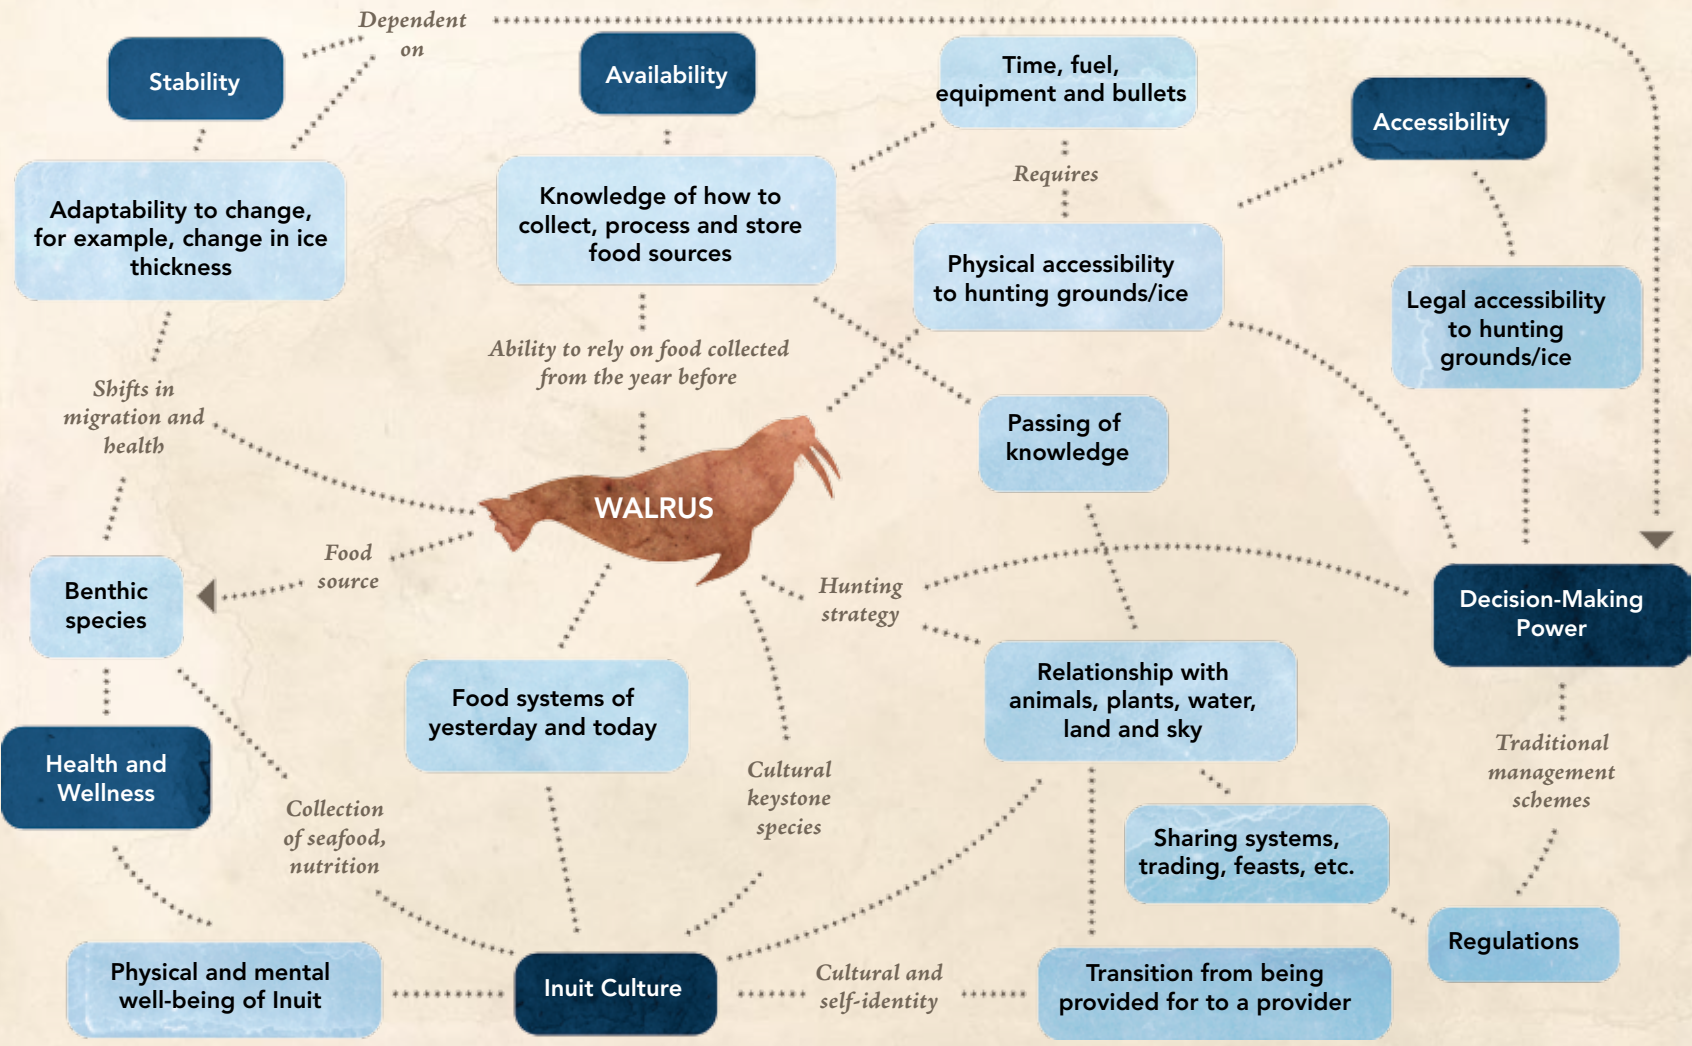 Dependent
on
Stability
Availability
Time, fuel,
equipment and bullets
Accessibility
Requires
Adaptability to change,
for example, change in ice
thickness
Knowledge of how to
collect, process and store
food sources
Physical accessibility
to hunting grounds/ice
Legal accessibility
to hunting
grounds/ice
Ability to rely on food collected
from the year before
Shifts in
migration and
health
Passing of
knowledge
WALRUS
Food
source
Hunting
strategy
Benthic
species
Decision-Making
Power
Food systems of
yesterday and today
Relationship with
animals, plants, water,
land and sky
Health and
Wellness
Cultural
keystone
species
Traditional
management
schemes
Collection
of seafood,
nutrition
Sharing systems,
trading, feasts, etc.
Regulations
Physical and mental
well-being of Inuit
Inuit Culture
Cultural and
self-identity
Transition from being
provided for to a provider